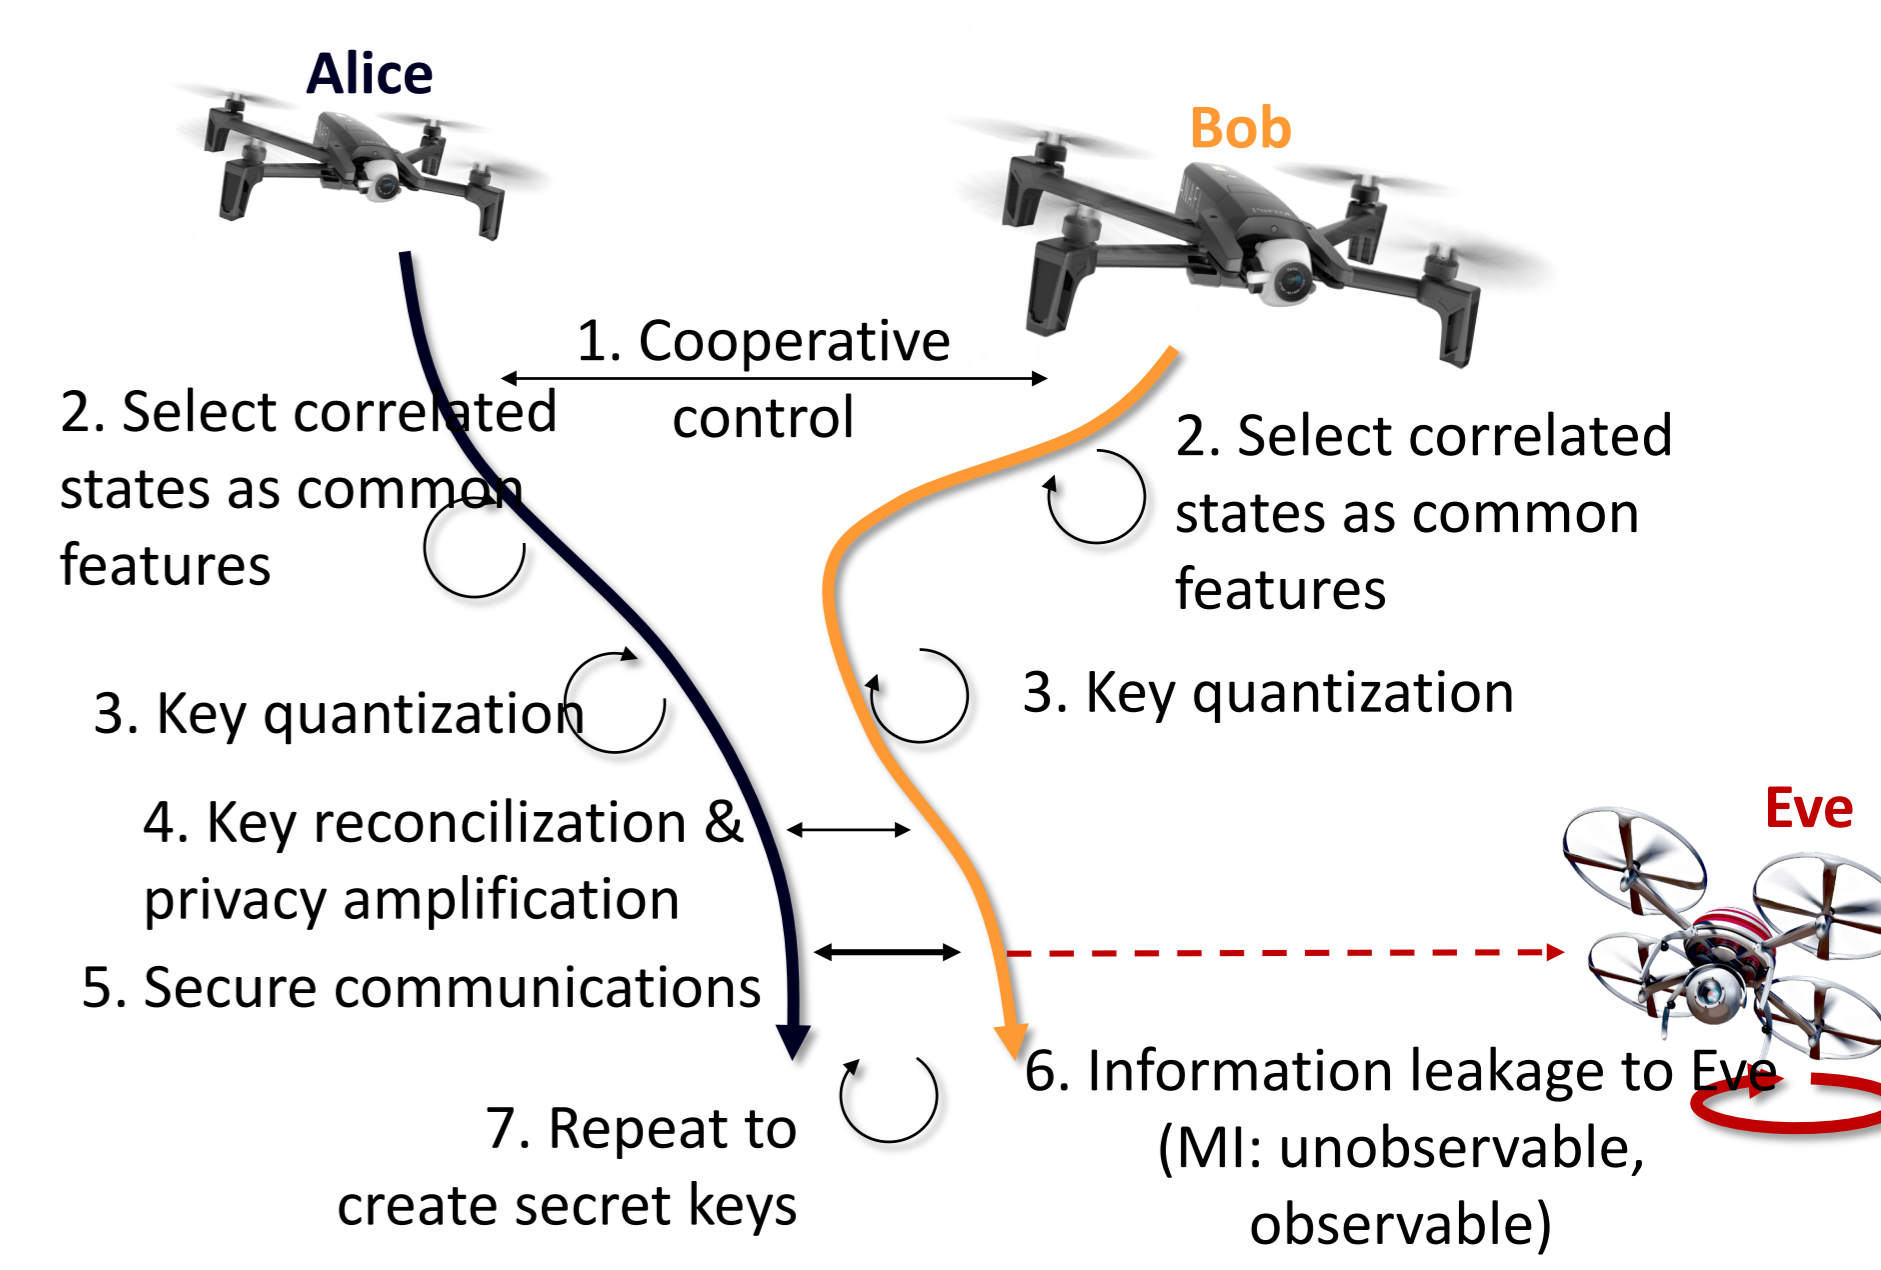 Alice
Bob
1. Cooperative
control
2. Select correlated
states as common
features
2. Select correlated
states as common
features
3. Key quantization
3. Key quantization
4. Key reconcilization &
privacy amplification
5. Secure communications
Eve
6. Information leakage to Eve
(MI: unobservable,
observable)
7. Repeat to
create secret keys